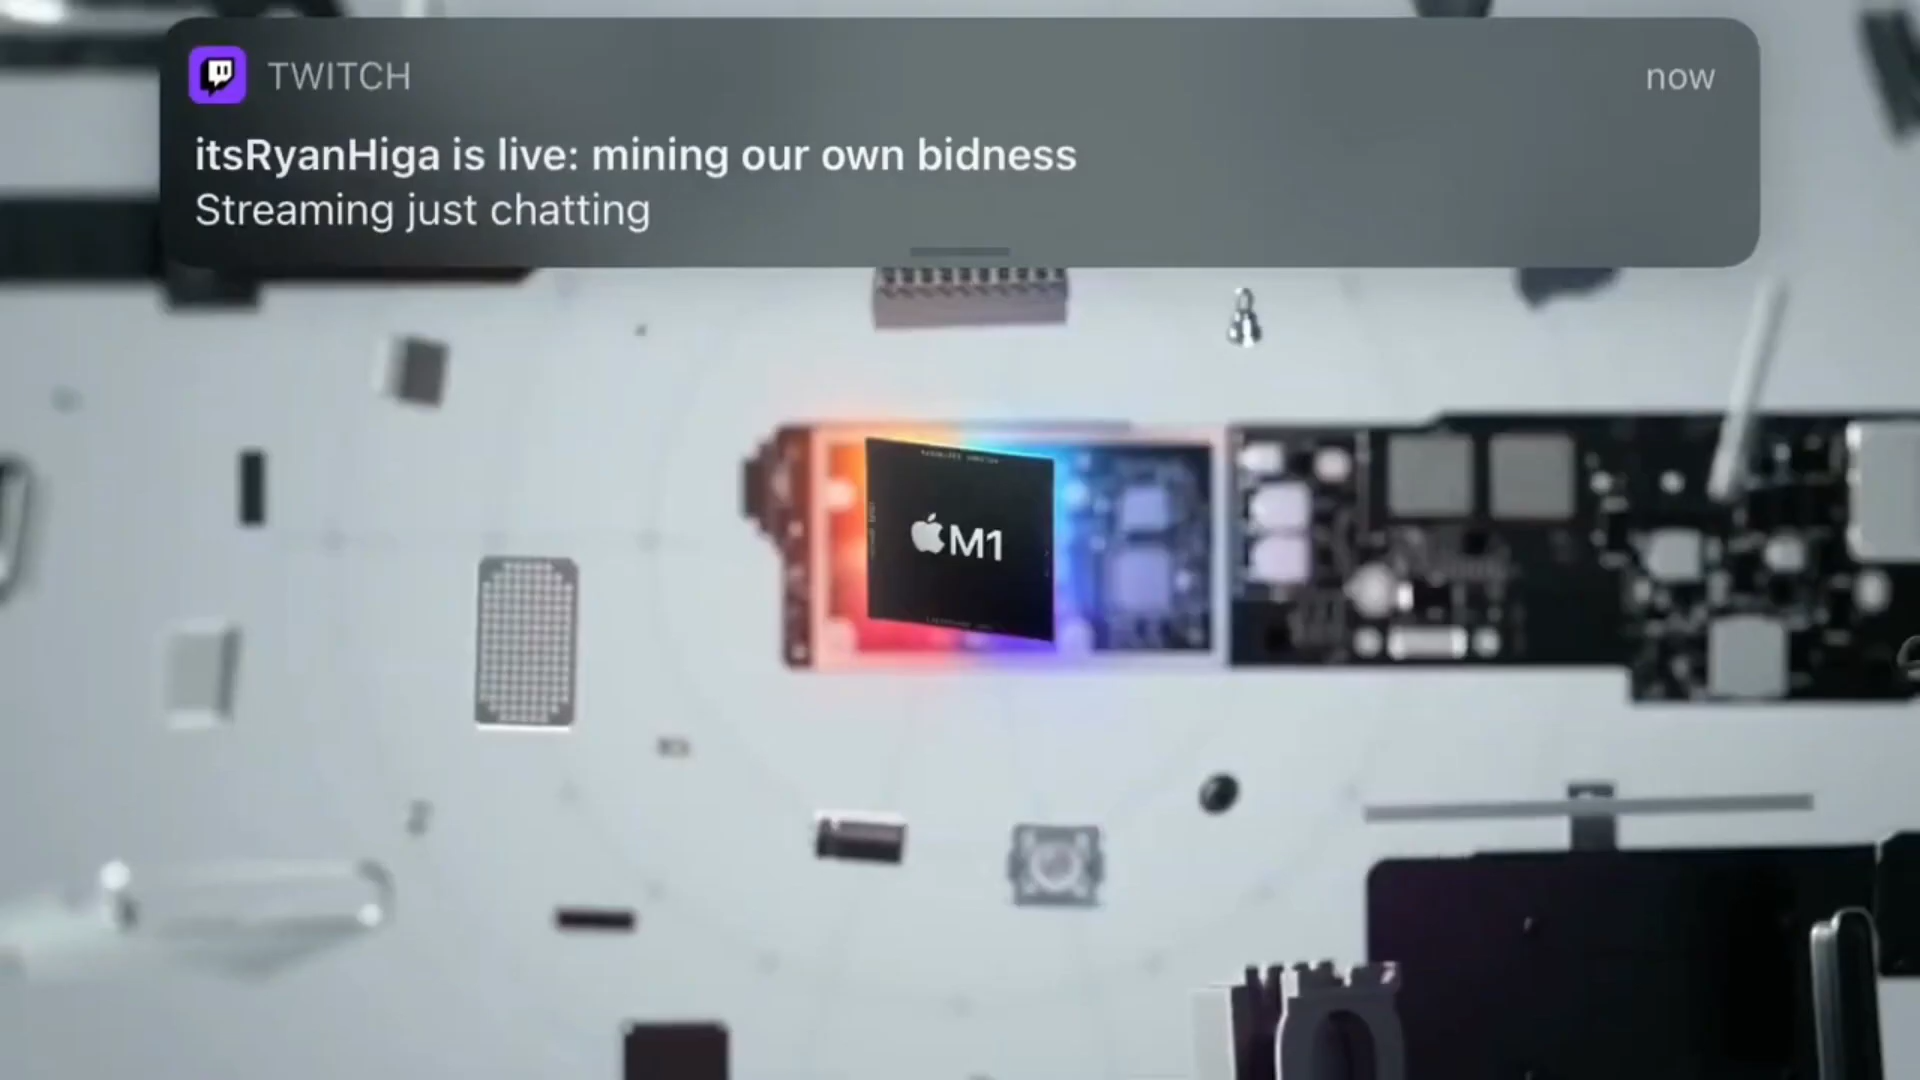 TWITCH
now
itsRyanHiga is live: mining our own bidness
Streaming just chatting
M1